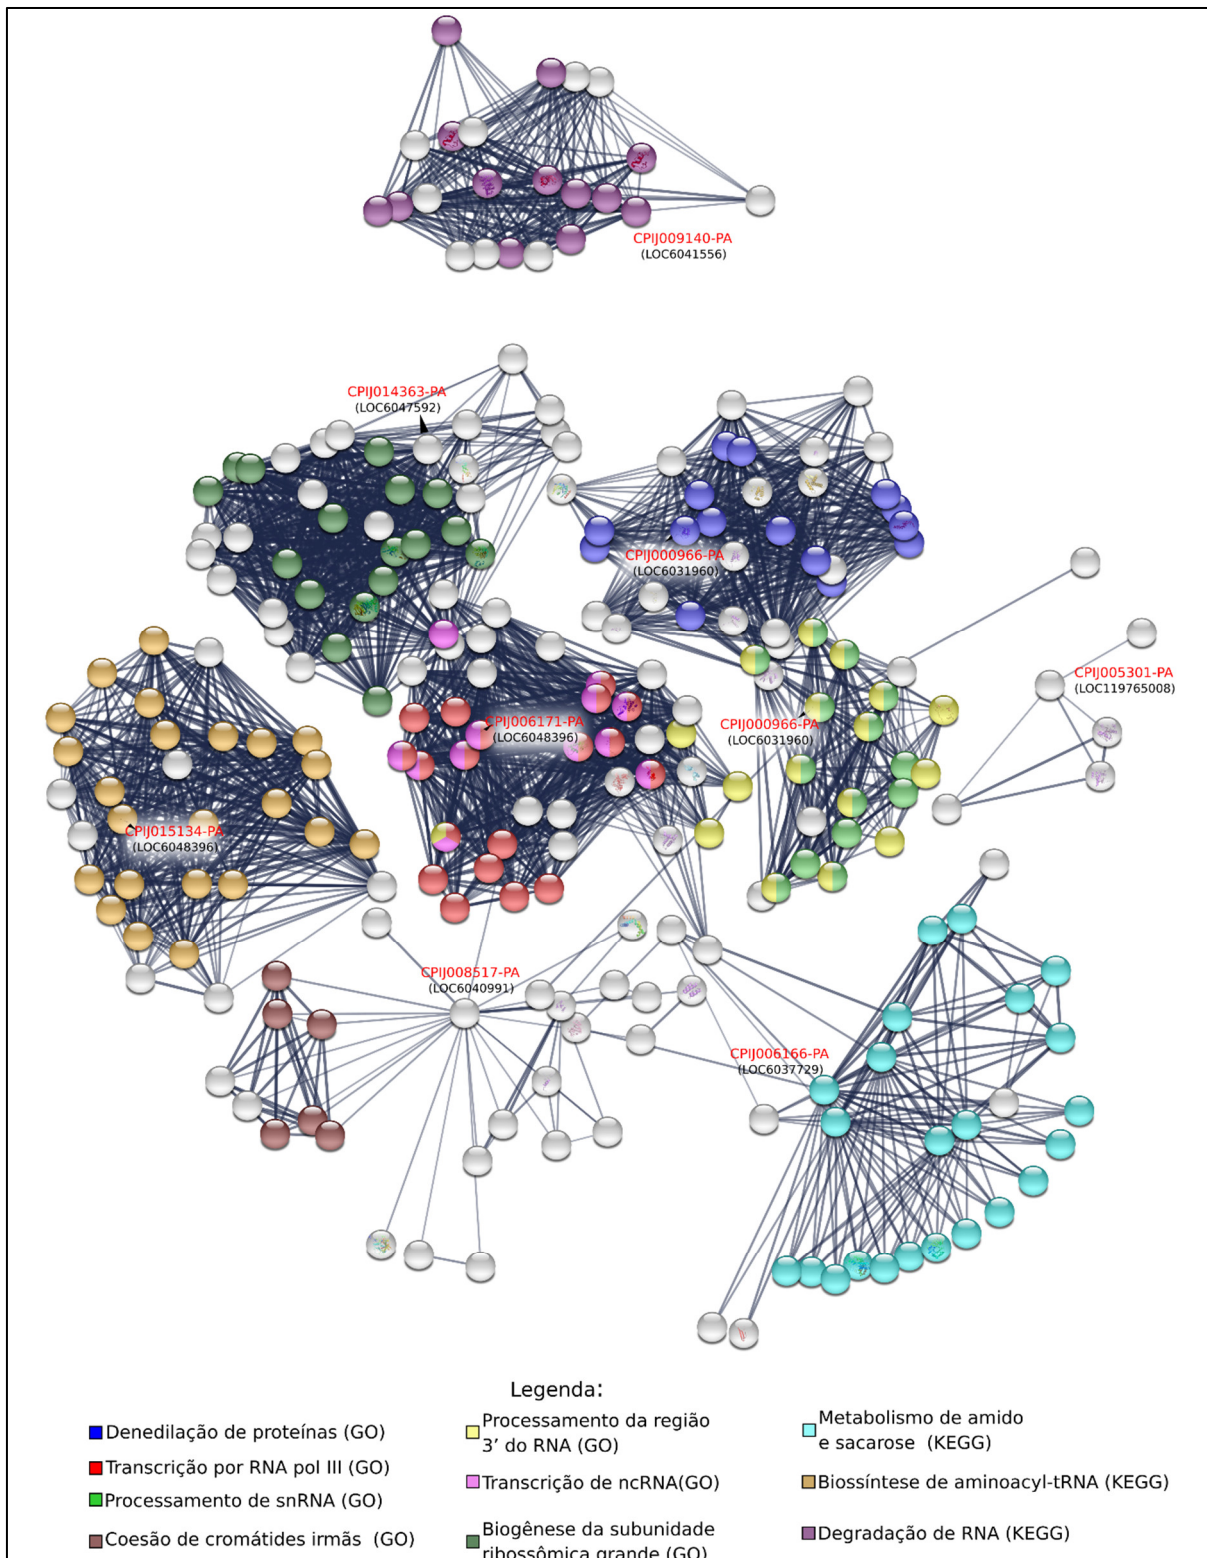 CPIJ009140-PA
(LOC6041556)
CPIJ014363-PA
(LOC6047592)
CPIJ000966-PA
(LOC6031960)
CPIJ005301-PA
(LOC119765008)
CPIJ006171-PA
(LOC6048396)
CPIJ000966-PA
(LOC6031960)
CPIJ015134-PA
(LOC6048396)
CPIJ008517-PA
(LOC6040991)
CPIJ006166-PA
(LOC6037729)
Legenda:
Denedilação de proteínas (GO)
Transcrição por RNA pol III (GO)
Processamento de snRNA (GO)
Coesão de cromátides irmãs (GO)
Processamento da região
3’ do RNA (GO)
Transcrição de ncRNA(GO)
Biogênese da subunidade
ribossômica grande (GO)
Metabolismo de amido
e sacarose (KEGG)
Biossíntese de aminoacyl-tRNA (KEGG)
Degradação de RNA (KEGG)